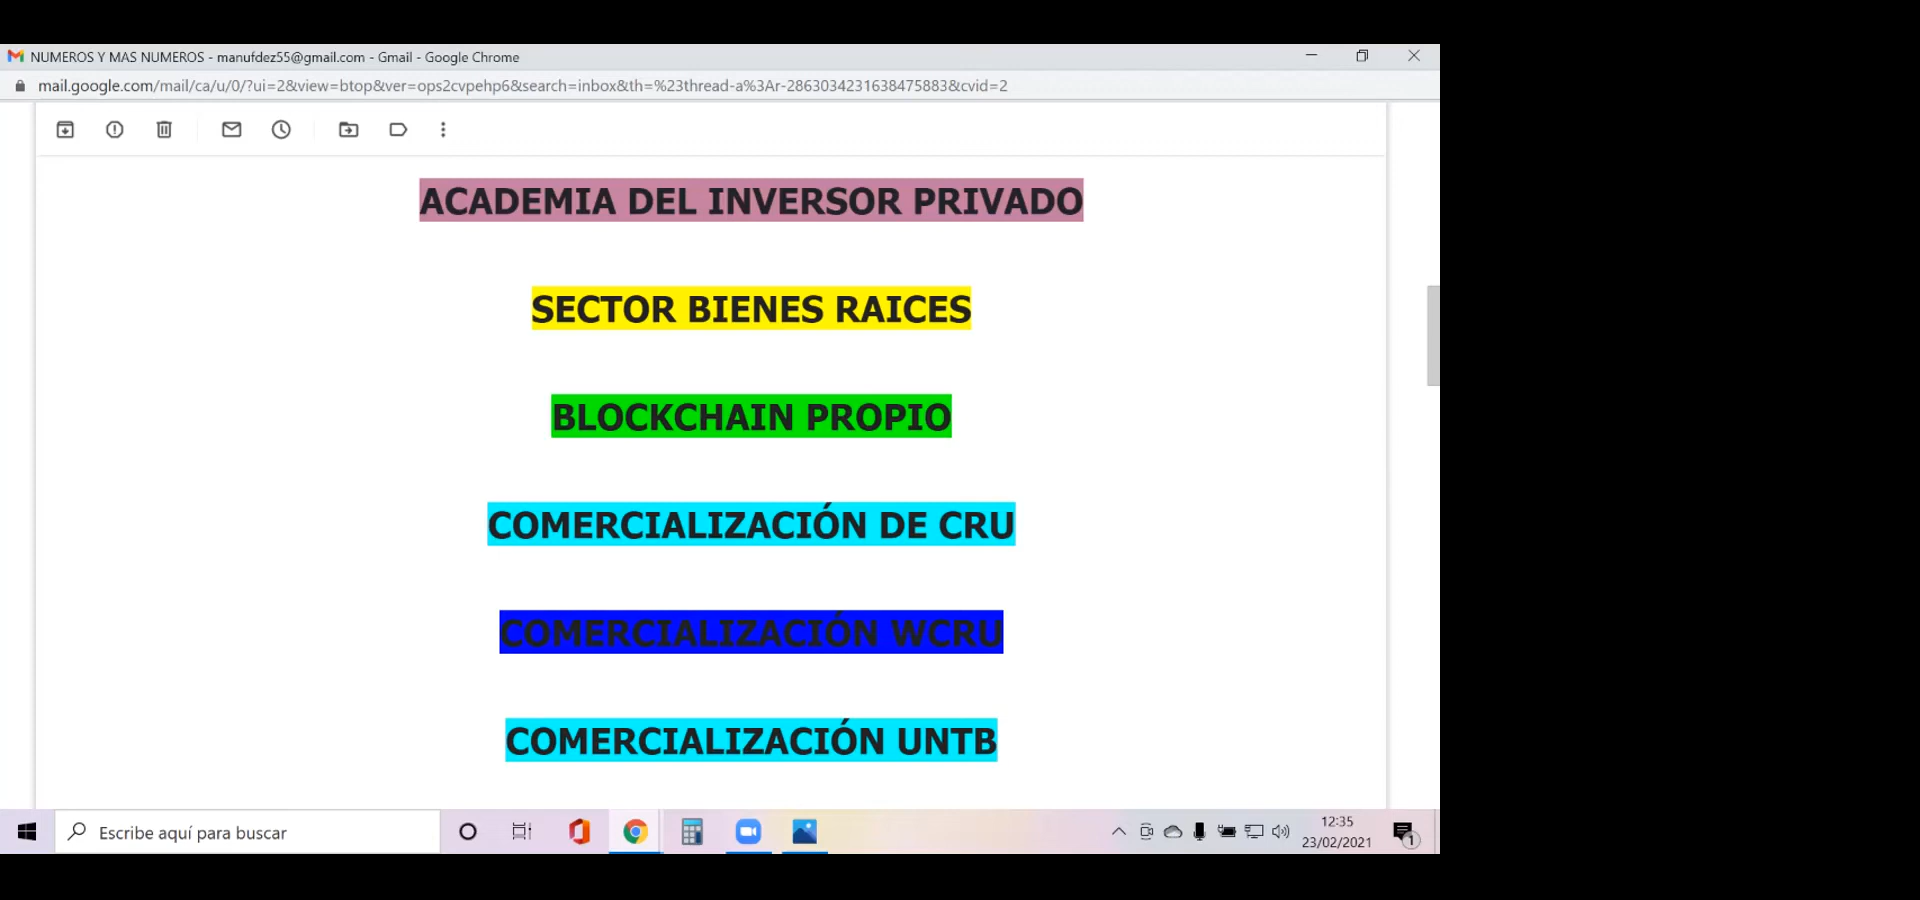 NUMEROS Y MAS NUMEROS - manufdez55@gmail.com - Gmail - Google Chrome
mail.google.com/mail/ca/u/0/?ui=2&view=btop&ver=ops2cvpehp6&search=inbox&th=%23thread-a%3Ar-2863034231638475883&cvid=2
ACADEMIA DEL INVERSOR PRIVADO
SECTOR BIENES RAICES
BLOCKCHAIN PROPIO
COMERCIALIZACIÓN DE CRU
COMERCIALIZACIÓN WCRU
COMERCIALIZACIÓN UNTB
Escribe aquí para buscar
12:35
23/02/2021
1